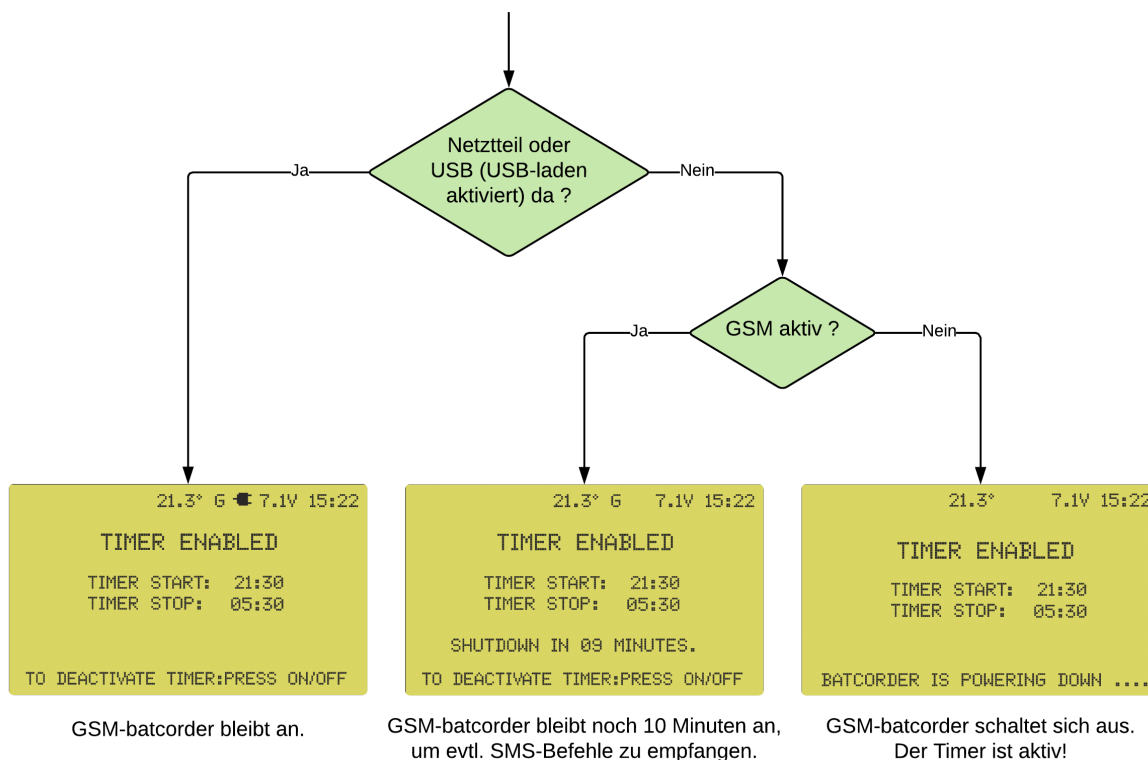 Netztteil oder
USB (USB-laden
aktiviert) da ?
Ja
Nein
GSM aktiv ?
Ja
Nein
21.3° G 7.1V 15:22
TIMER ENABLED
TIMER START: 21:30
TIMER STOP: 05:30
TO DEACTIVATE TIMER:PRESS ON/OFF
GSM-batcorder bleibt an.
21.3° G 7.1V 15:22
TIMER ENABLED
TIMER START: 21:30
TIMER STOP: 05:30
SHUTDOWN IN 09 MINUTES.
TO DEACTIVATE TIMER:PRESS ON/OFF
GSM-batcorder bleibt noch 10 Minuten an,
um evtl. SMS-Befehle zu empfangen.
21.3° 7.1V 15:22
TIMER ENABLED
TIMER START: 21:30
TIMER STOP: 05:30
BATCORDER IS POWERING DOWN ....
GSM-batcorder schaltet sich aus.
Der Timer ist aktiv!